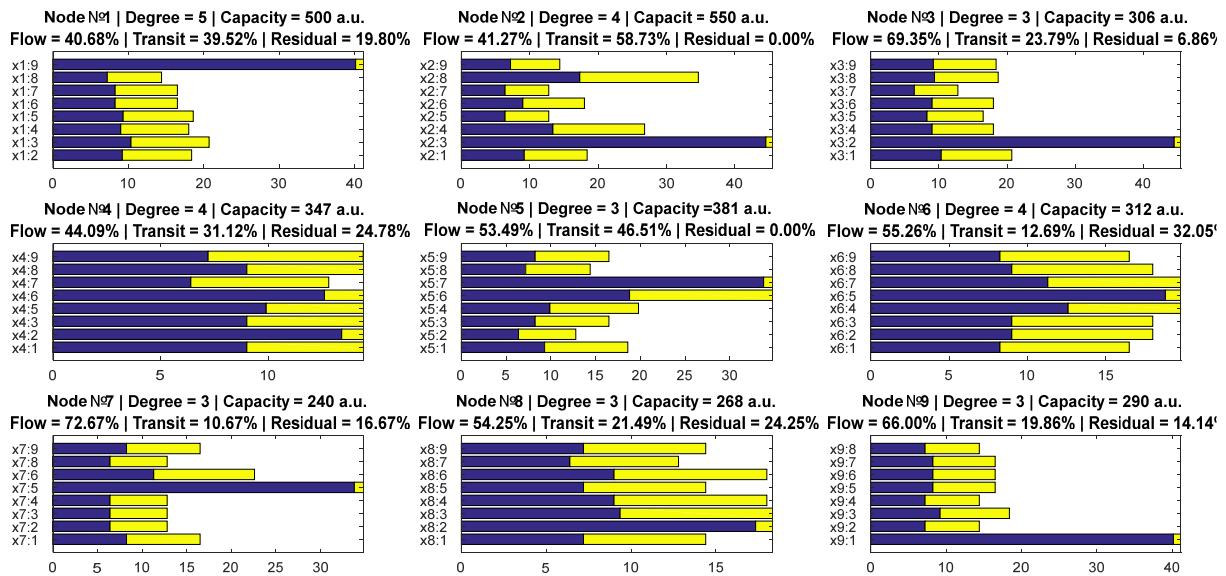 Node №1 | Degree = 5 | Capacity = 500 a.u.
Flow = 40.68% | Transit = 39.52% | Residual = 19.80%
x1:9
x1:8
x1:7
x1:6
x1:5
x1:4
x1:3
x1:2
0 10 20 30 40
Node №2 | Degree = 4 | Capacit = 550 a.u.
41.27% | Transit = 58.73% | Residual = 0.00%
x2:9
x2:8
x2:7
x2:6
x2:5
x2:4
x2:3
x2:1
0 10 20 30 40
Node №3 | Degree = 3 | Capacity = 306 a.u.
Flow = 69.35% | Transit = 23.79% | Residual = 6.86%
x3:9
x3:8
x3:7
x3:6
x3:5
x3:4
x3:2
x3:1
0 10 20 30 40
Node №4 | Degree = 4 | Capacity = 347 a.u.
Flow = 44.09% | Transit = 31.12% | Residual = 24.78%
x4:9
x4:8
x4:7
x4:6
x4:5
x4:3
x4:2
x4:1
0 5 10
Node №5 | Degree = 3 | Capacity =381 a.u.
Flow = 53.49% | Transit = 46.51% | Residual = 0.00%
x5:9
x5:8
x5:7
x5:6
x5:4
x5:3
x5:2
x5:1
0 5 10 15 20 25 30
Node №6 | Degree = 4 | Capacity = 312 a.u.
Flow = 55.26% | Transit = 12.69% | Residual = 32.05%
x6:9
x6:8
x6:7
x6:5
x6:4
x6:3
x6:2
x6:1
0 5 10 15
Node №7 | Degree = 3 | Capacity = 240 a.u.
Flow = 72.67% | Transit = 10.67% | Residual = 16.67%
x7:9
x7:8
x7:6
x7:5
x7:4
x7:3
x7:2
x7:1
0 5 10 15 20 25 30
Node №8 | Degree = 3 | Capacity = 268 a.u.
Flow = 54.25% | Transit = 21.49% | Residual = 24.25%
x8:9
x8:7
x8:6
x8:5
x8:4
x8:3
x8:2
x8:1
0 5 10 15
Node №9 | Degree = 3 | Capacity = 290 a.u.
Flow = 66.00% | Transit = 19.86% | Residual = 14.14%
x9:8
x9:7
x9:6
x9:5
x9:4
x9:3
x9:2
x9:1
0 10 20 30 40